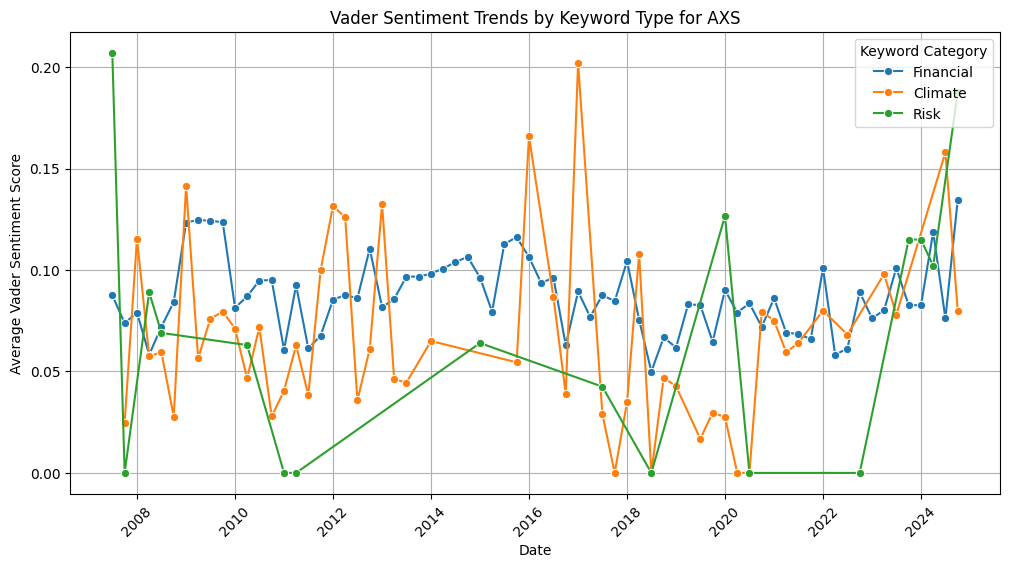 Vader Sentiment Trends by Keyword Type for AXS
Keyword Category
Financial
Climate
Risk
Average Vader Sentiment Score
0.20
0.15
0.10
0.05
0.00
2008
2010
2012
2014
2016
2018
2020
2022
2024
Date